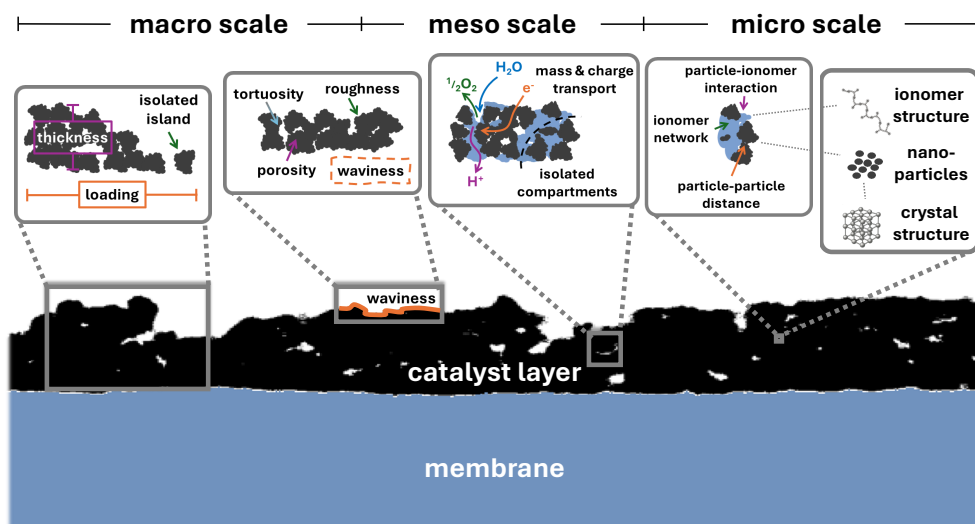 macro scale
meso scale
micro scale
thickness
isolated
island
loading
tortuosity
roughness
porosity
waviness
½O₂
H₂O
e⁻
mass & charge
transport
H⁺
isolated
compartments
particle-ionomer
interaction
ionomer
network
particle-particle
distance
ionomer
structure
nano-
particles
crystal
structure
waviness
catalyst layer
membrane